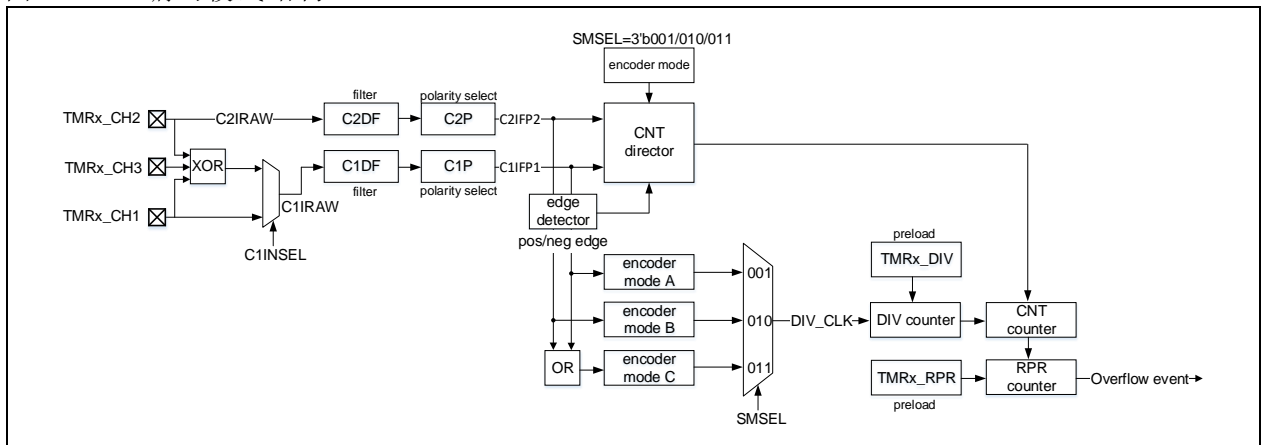 SMSEL=3'b001/010/011
encoder mode
filter
polarity select
TMRx_CH2
C2IRAW
C2DF
C2P
C2IFP2
CNT
director
TMRx_CH3
XOR
C1DF
C1P
C1IFP1
filter
polarity select
C1IRAW
TMRx_CH1
C1INSEL
edge
detector
pos/neg edge
encoder
mode A
001
encoder
mode B
010
DIV_CLK
OR
encoder
mode C
011
SMSEL
preload
TMRx_DIV
DIV counter
CNT
counter
TMRx_RPR
preload
RPR
counter
Overflow event